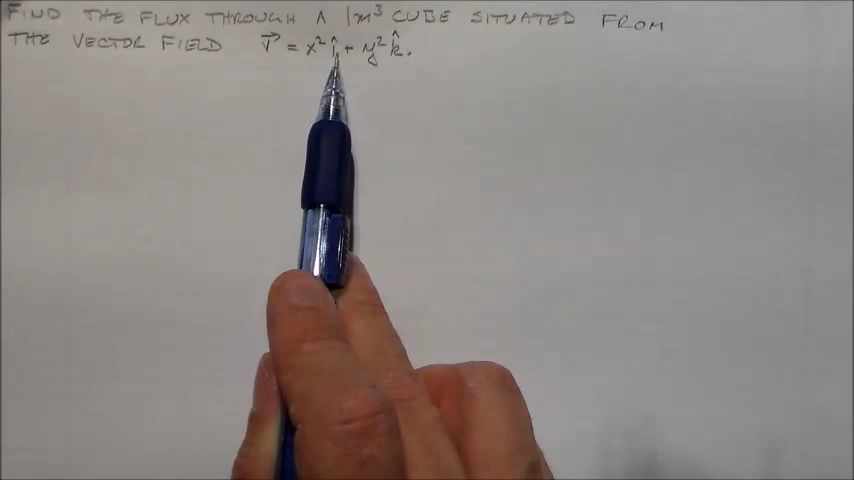 FIND THE FLUX THROUGH A 1m³ CUBE SITUATED FROM
THE VECTOR FIELD v⃗ = x² î + y² k̂.